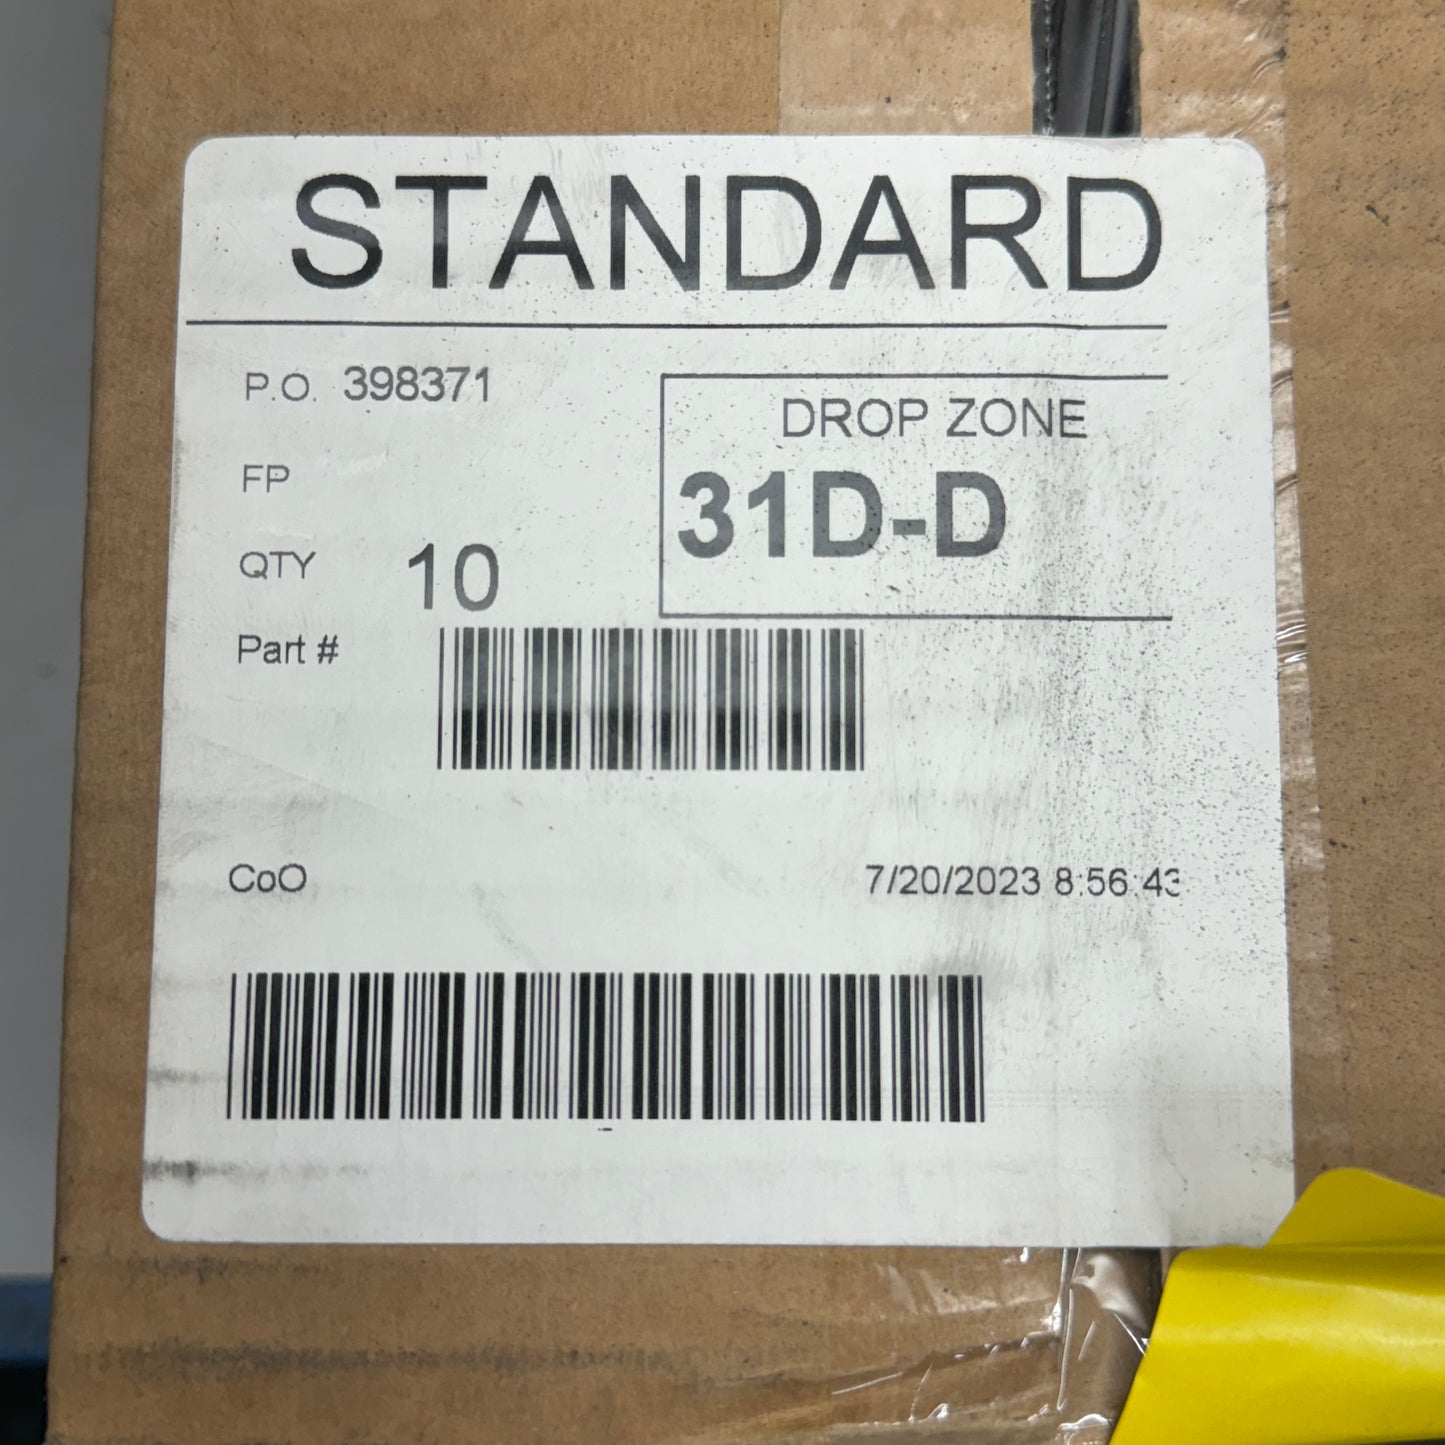 STANDARD
P.O. 398371
DROP ZONE
FP
31D-D
QTY 10
Part #
CoO
7/20/2023 8:56:43